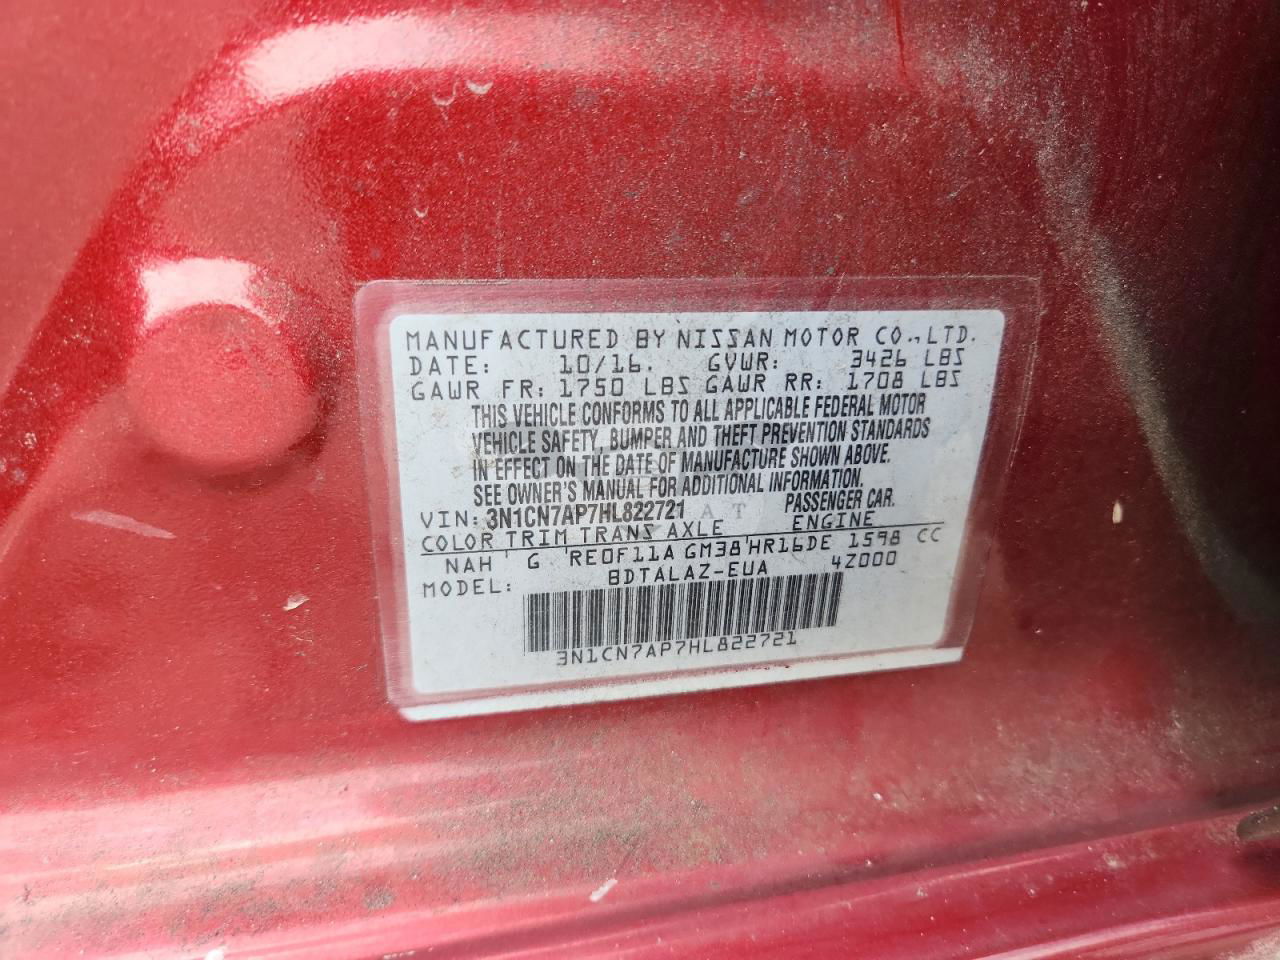 MANUFACTURED BY NISSAN MOTOR CO.,LTD.
DATE: 10/16. GVWR: 3426 LBS
GAWR FR: 1750 LBS GAWR RR: 1708 LBS
THIS VEHICLE CONFORMS TO ALL APPLICABLE FEDERAL MOTOR
VEHICLE SAFETY, BUMPER AND THEFT PREVENTION STANDARDS
IN EFFECT ON THE DATE OF MANUFACTURE SHOWN ABOVE.
SEE OWNER'S MANUAL FOR ADDITIONAL INFORMATION.
VIN: 3N1CN7AP7HL822721 A T PASSENGER CAR.
COLOR TRIM TRANS AXLE ENGINE
NAH G RE0F11A GM38 HR16DE 1598 CC
MODEL: BDTALAZ-EUA 4Z000
3N1CN7AP7HL822721